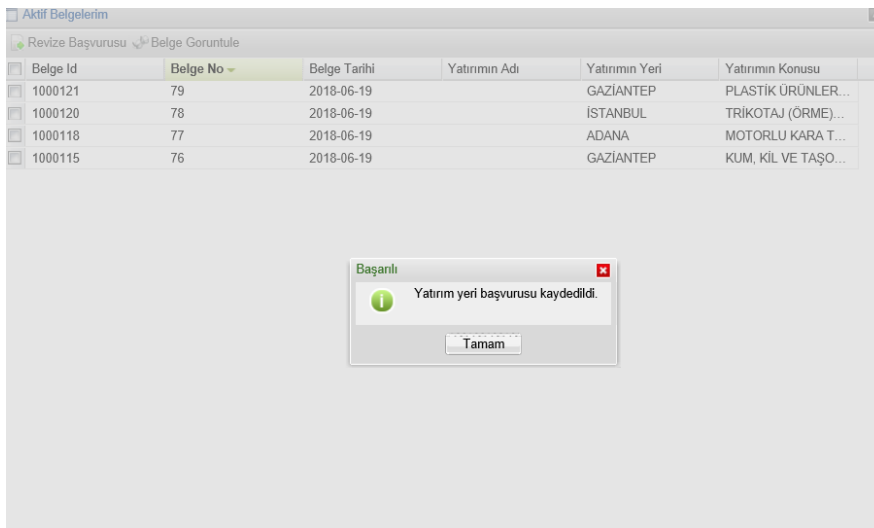 Aktif Belgelerim
Revize Başvurusu Belge Goruntule
Belge Id Belge No Belge Tarihi Yatırımın Adı Yatırımın Yeri Yatırımın Konusu
1000121 79 2018-06-19 GAZİANTEP PLASTİK ÜRÜNLER...
1000120 78 2018-06-19 İSTANBUL TRİKOTAJ (ÖRME)...
1000118 77 2018-06-19 ADANA MOTORLU KARA T...
1000115 76 2018-06-19 GAZİANTEP KUM, KİL VE TAŞO...
Başarılı
Yatırım yeri başvurusu kaydedildi.
Tamam